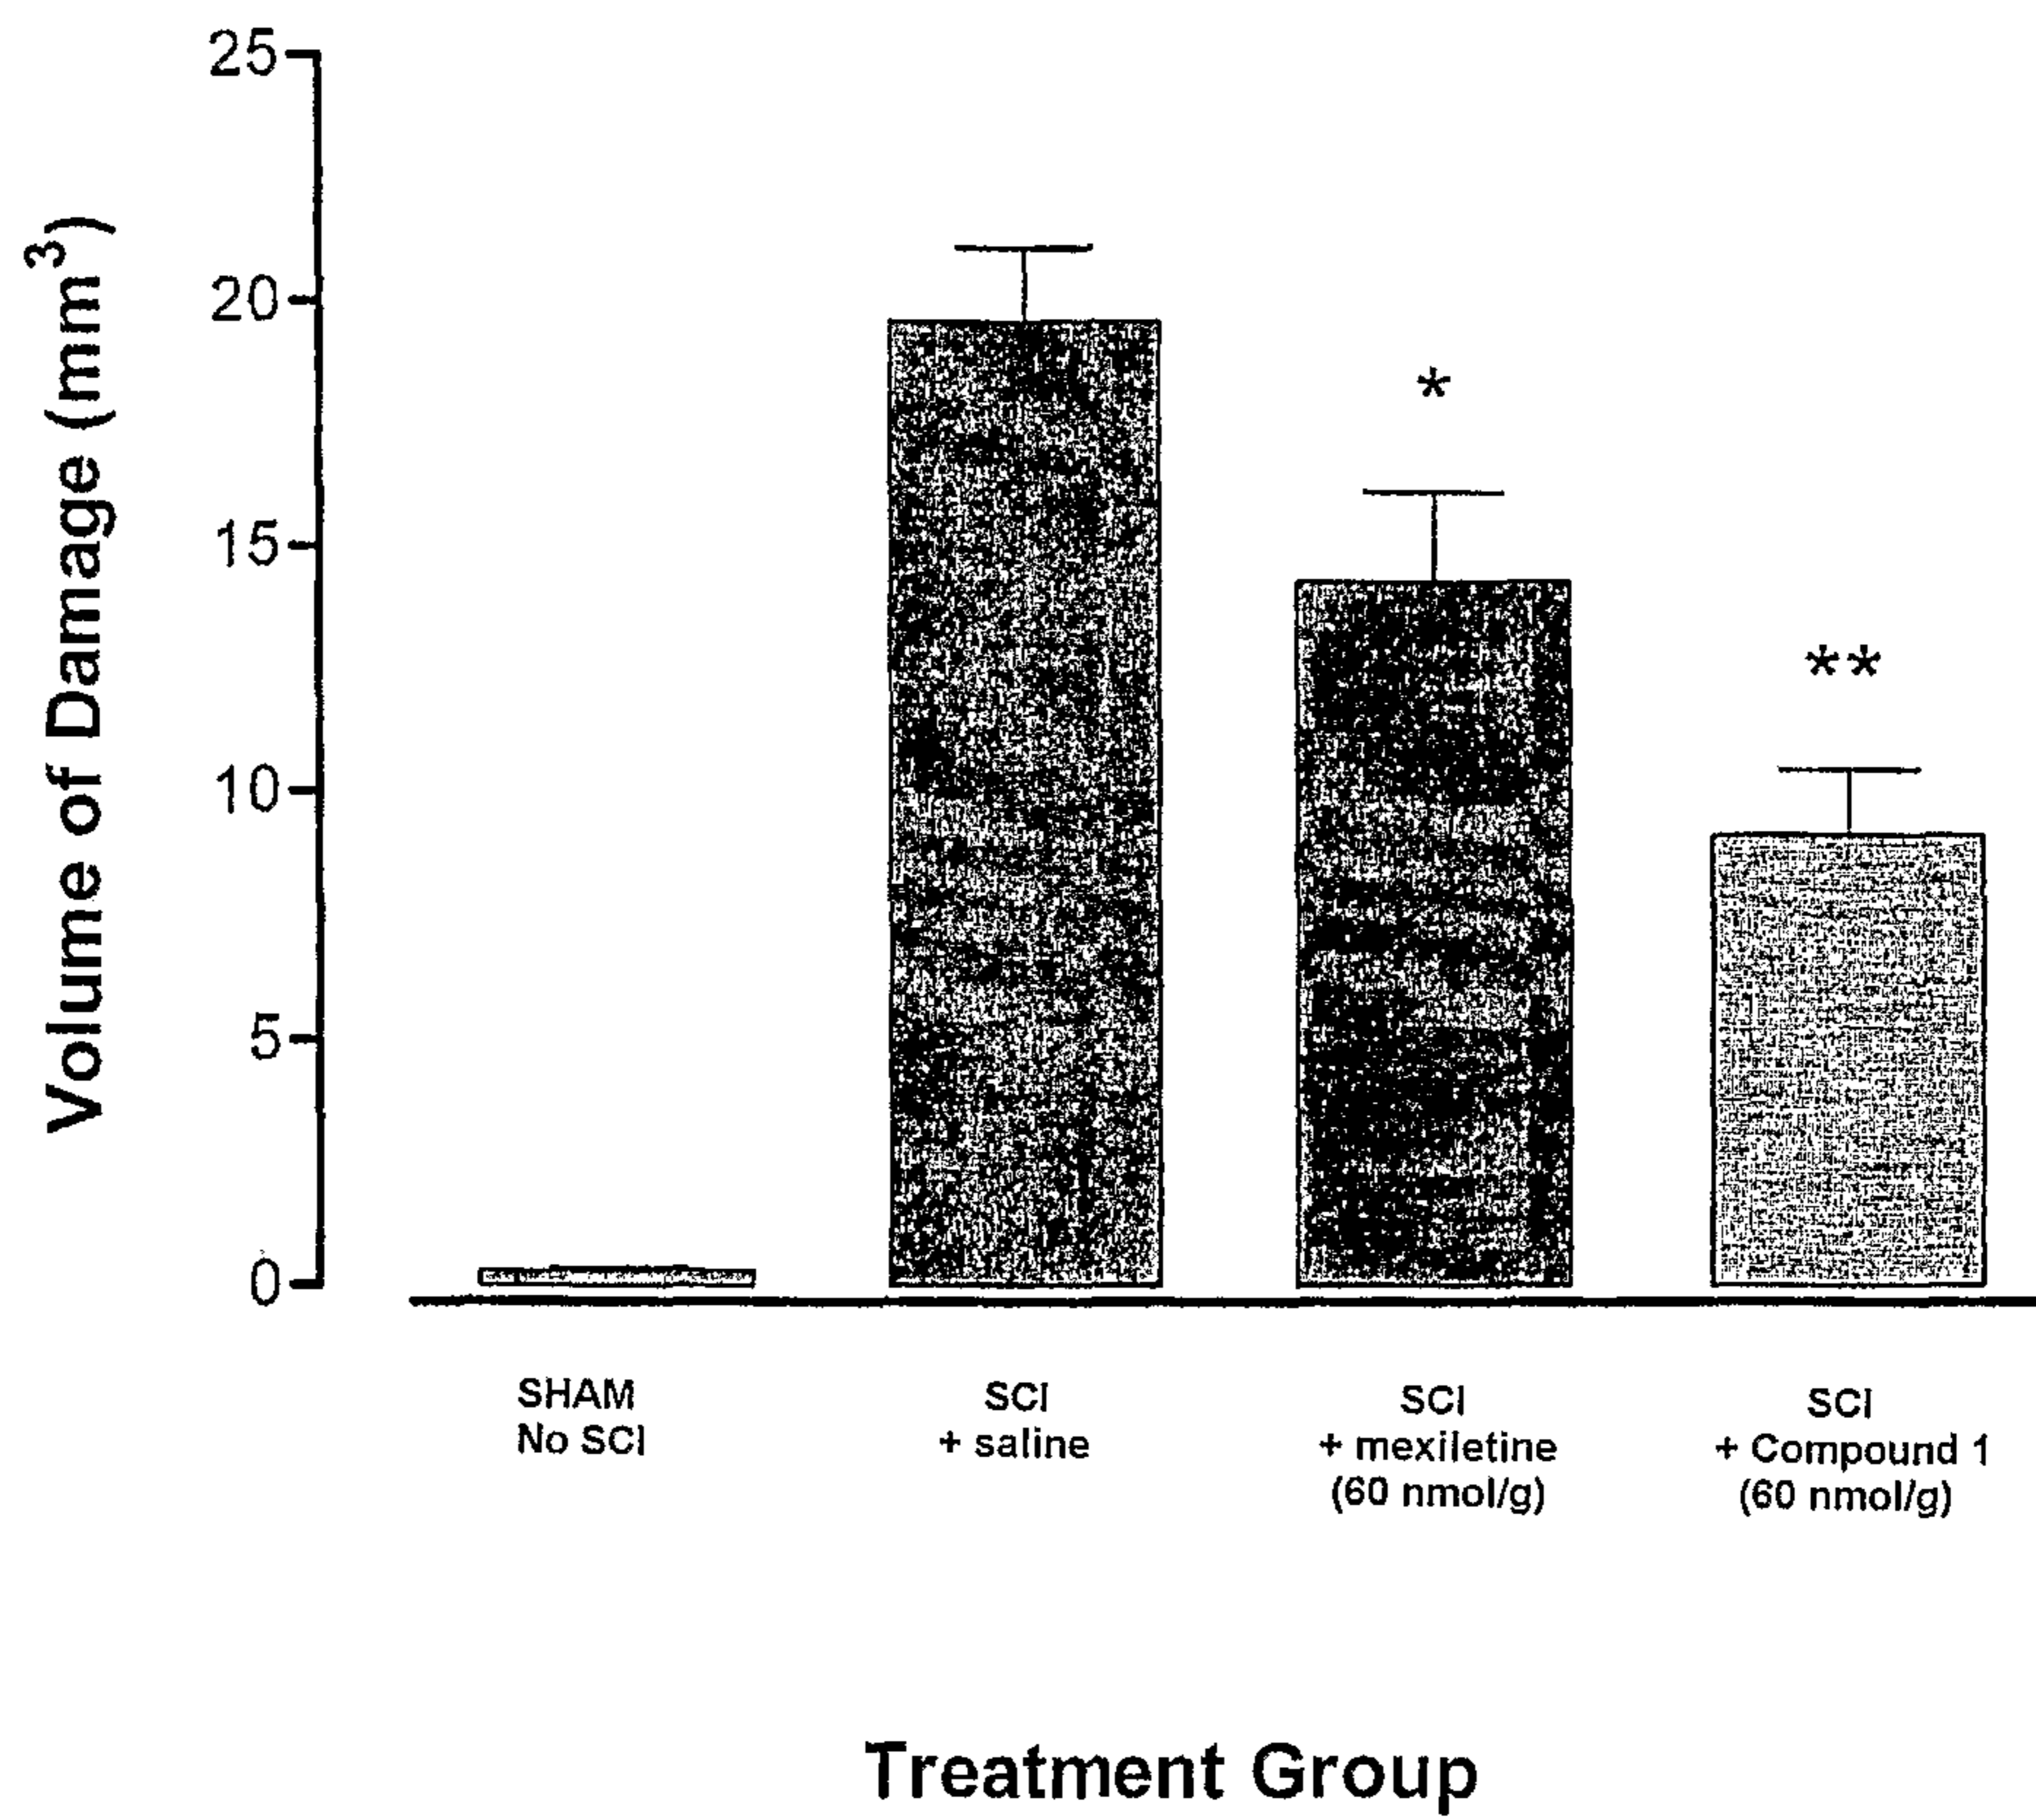 25
20
15
10
5
0
Volume of Damage (mm³)
*
**
SHAM
No SCI
SCI
+ saline
SCI
+ mexiletine
(60 nmol/g)
SCI
+ Compound 1
(60 nmol/g)
Treatment Group